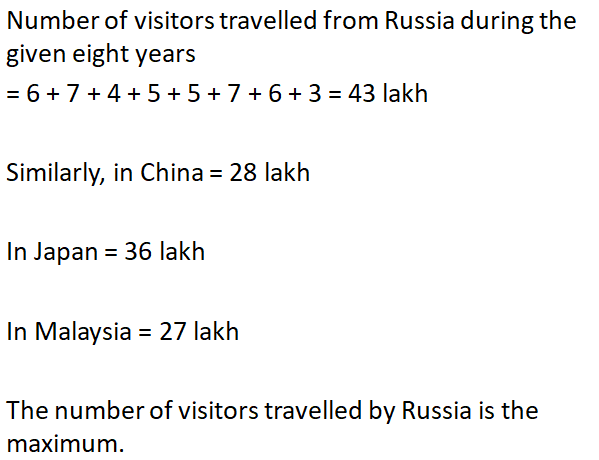 Number of visitors travelled from Russia during the
given eight years
= 6 + 7 + 4 + 5 + 5 + 7 + 6 + 3 = 43 lakh
Similarly, in China = 28 lakh
In Japan = 36 lakh
In Malaysia = 27 lakh
The number of visitors travelled by Russia is the
maximum.